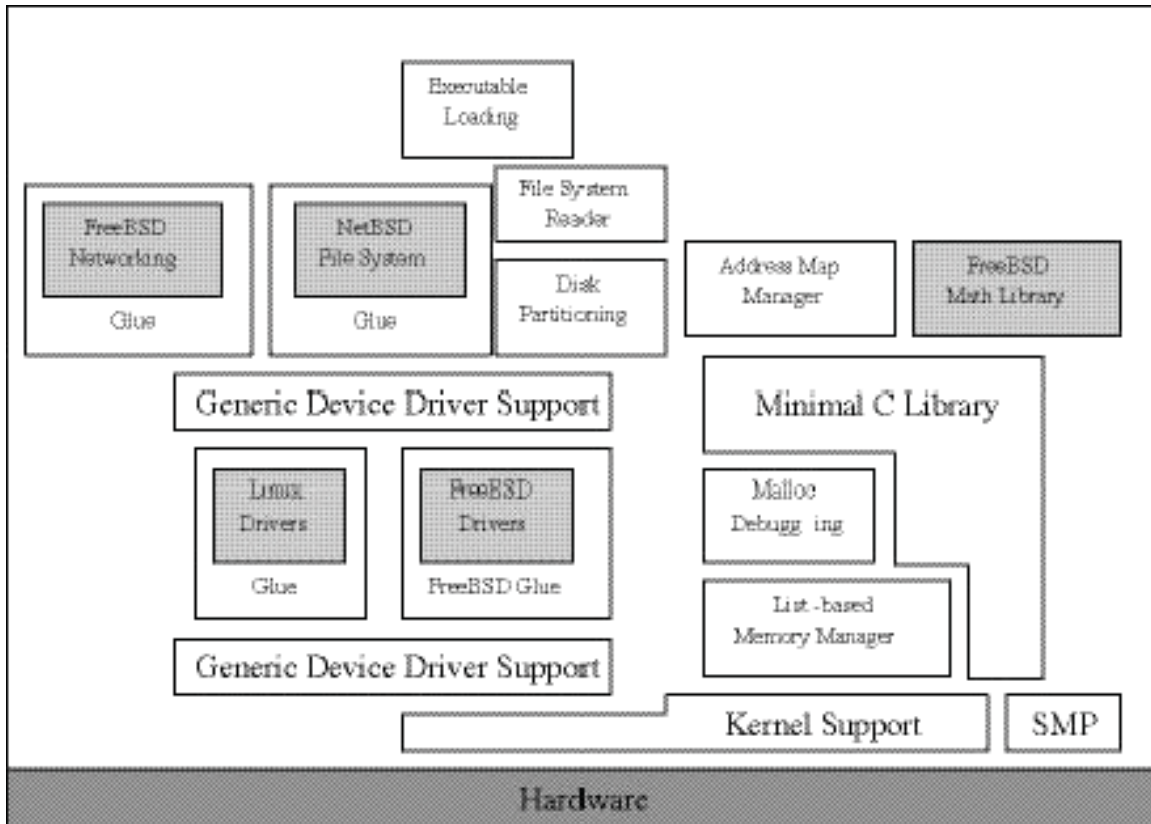 Executable
Loading
File System
Reader
FreeBSD
Networking
Glue
NetBSD
File System
Glue
Disk
Partitioning
Address Map
Manager
FreeBSD
Math Library
Generic Device Driver Support
Minimal C Library
Linux
Drivers
Glue
FreeBSD
Drivers
FreeBSD Glue
Malloc
Debugg ing
List -based
Memory Manager
Generic Device Driver Support
Kernel Support
SMP
Hardware